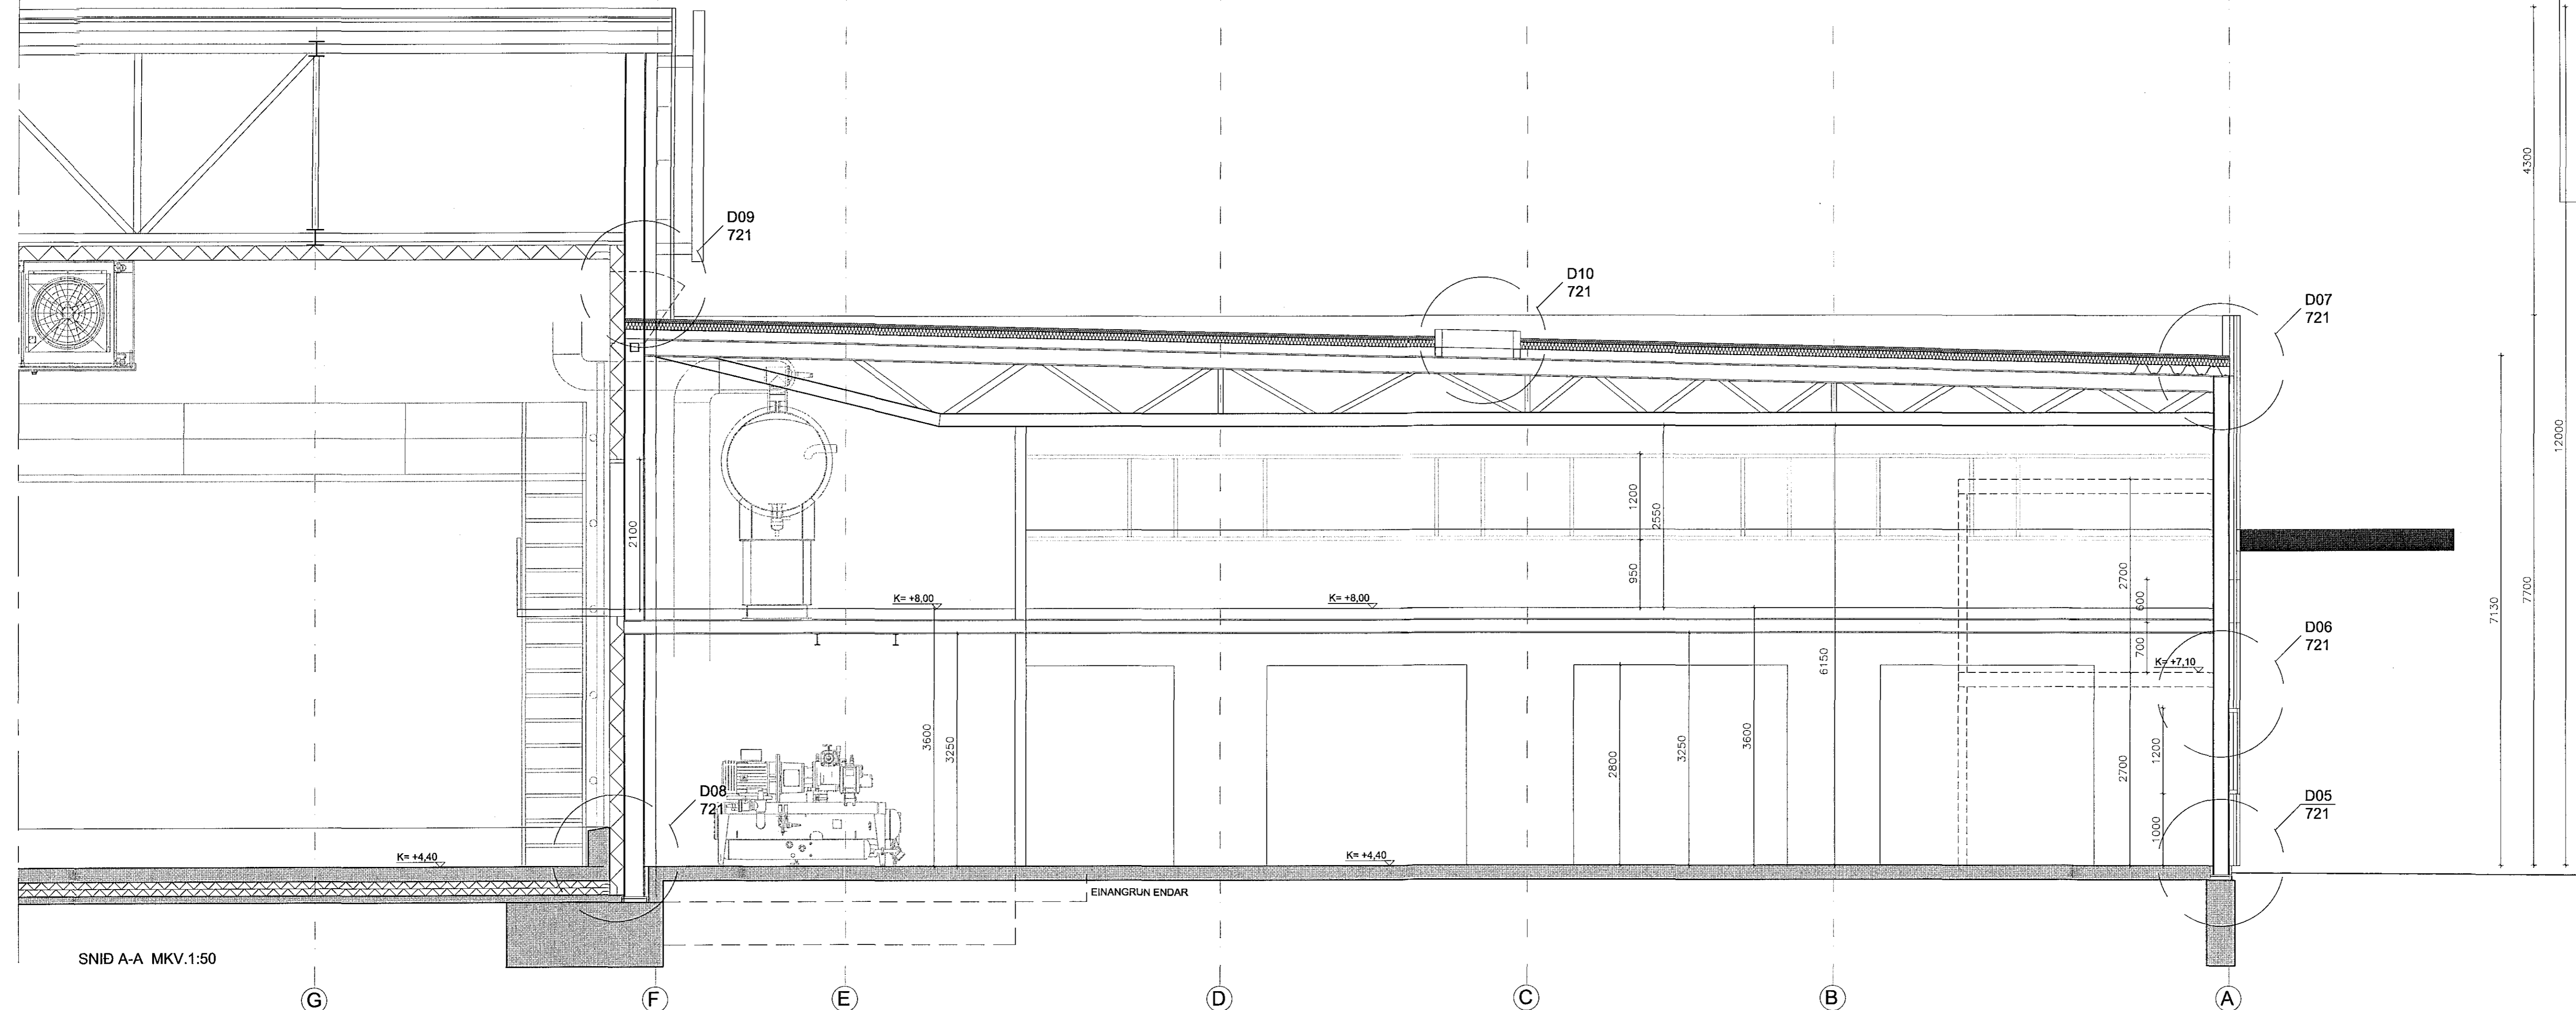 D09
721
D10
721
D07
721
4300
12000
7700
7130
2100
1200
2550
950
2700
600
700
K= +8,00
K= +8,00
K= +7,10
D06
721
6150
3600
3250
2800
3250
3600
2700
1200
1000
D08
721
D05
721
K= +4,40
K= +4,40
EINANGRUN ENDAR
SNIÐ A-A MKV.1:50
G
F
E
D
C
B
A